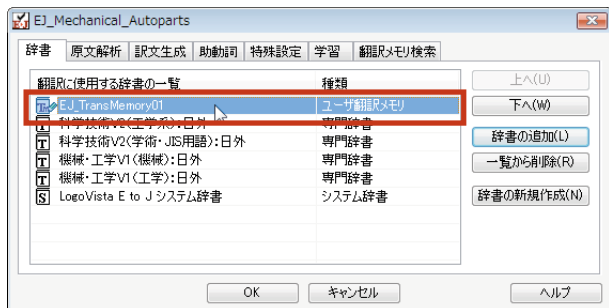 EJ_Mechanical_Autoparts
辞書 原文解析 訳文生成 助動詞 特殊設定 学習 翻訳メモリ検索
翻訳に使用する辞書の一覧 種類
EJ_TransMemory01 ユーザ翻訳メモリ
科学技術V2(工学系):日外 専門辞書
科学技術V2(学術・JIS用語):日外 専門辞書
機械・工学V1(機械):日外 専門辞書
機械・工学V1(工学):日外 専門辞書
LogoVista E to J システム辞書 システム辞書
上へ(U)
下へ(W)
辞書の追加(L)
一覧から削除(R)
辞書の新規作成(N)
OK キャンセル ヘルプ